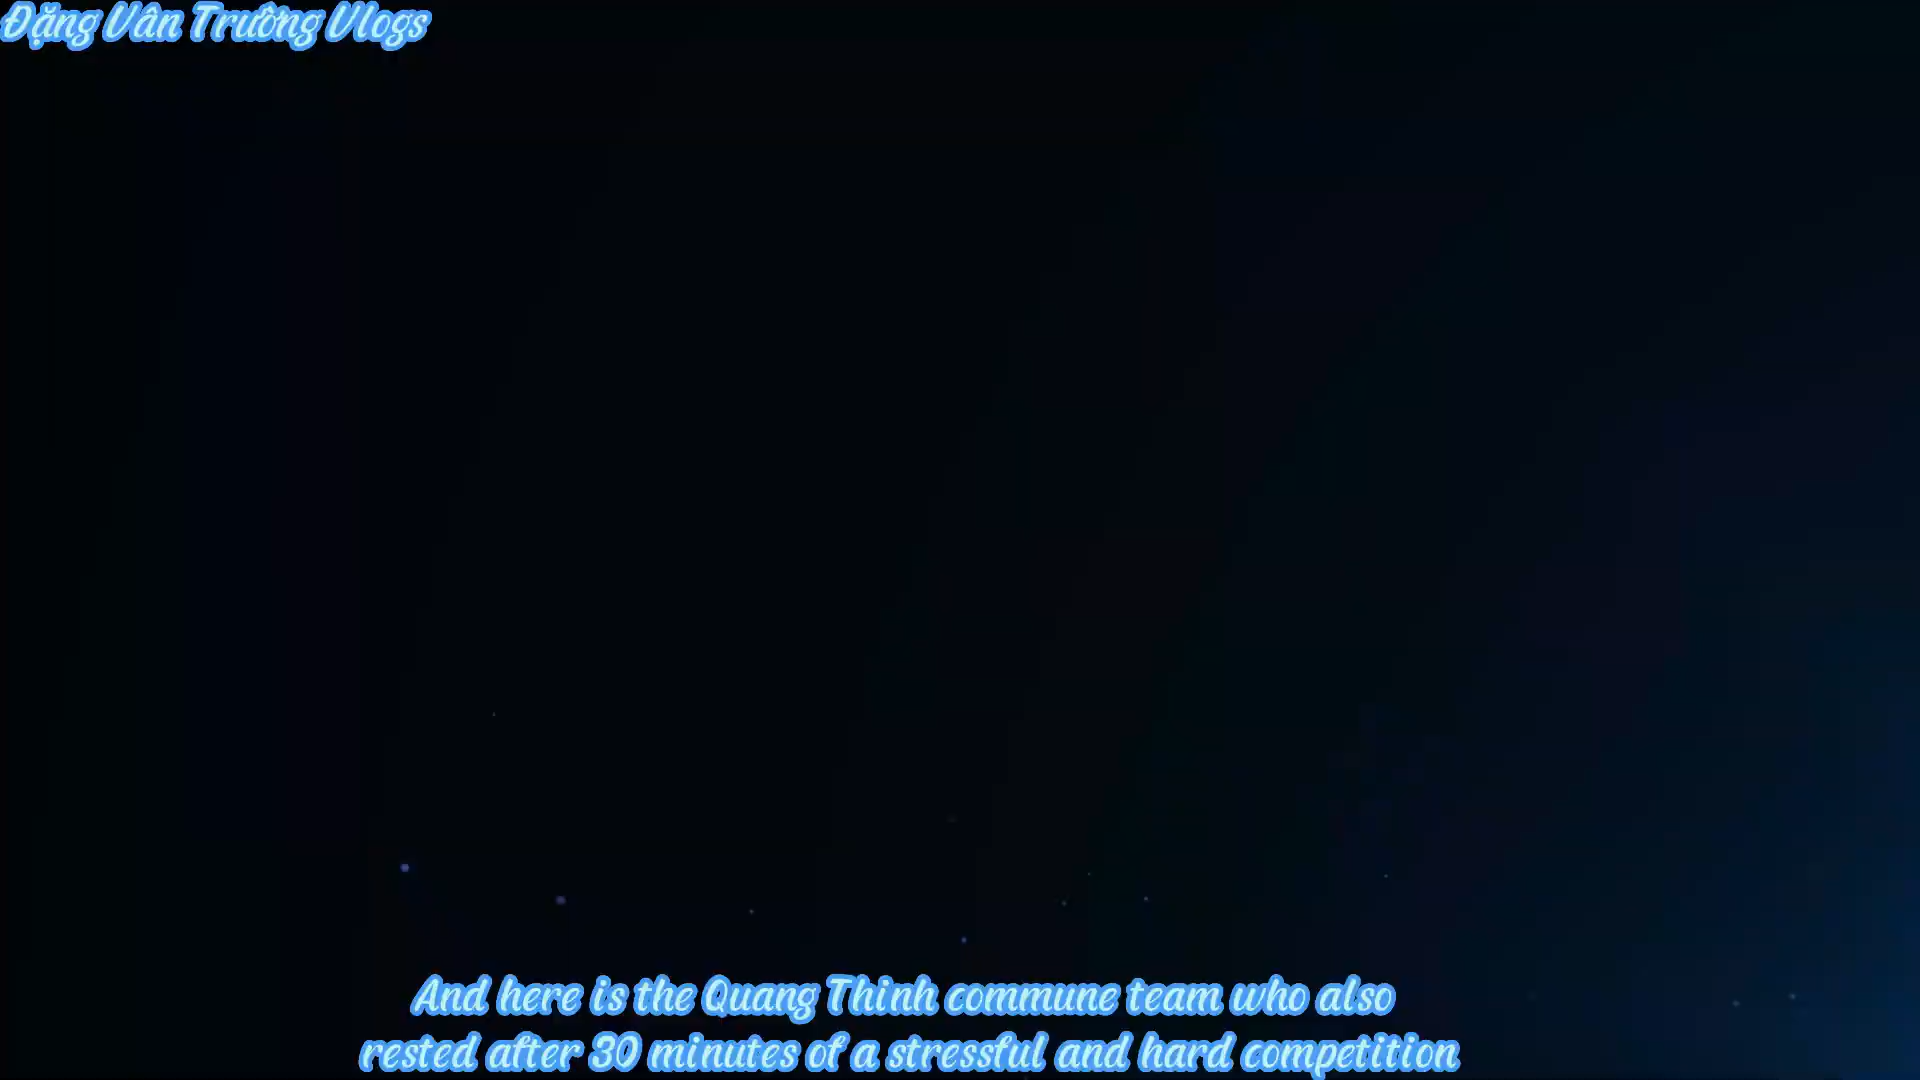 Đặng Văn Trường Vlogs
And here is the Quang Thinh commune team who also
rested after 30 minutes of a stressful and hard competition